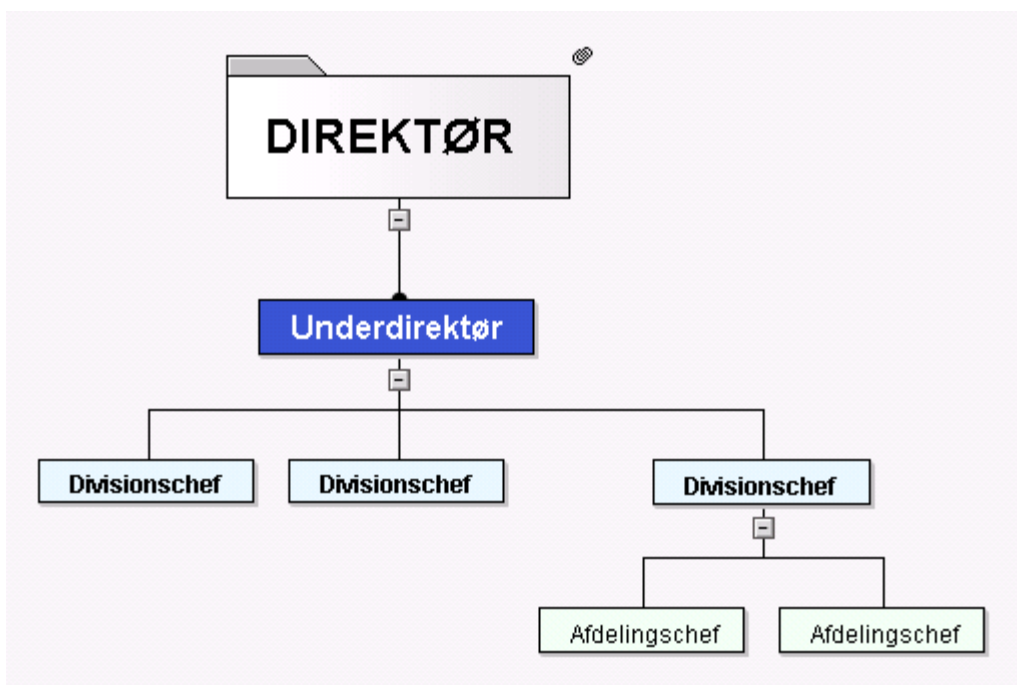 DIREKTØR
Underdirektør
Divisionschef
Divisionschef
Divisionschef
Afdelingschef
Afdelingschef